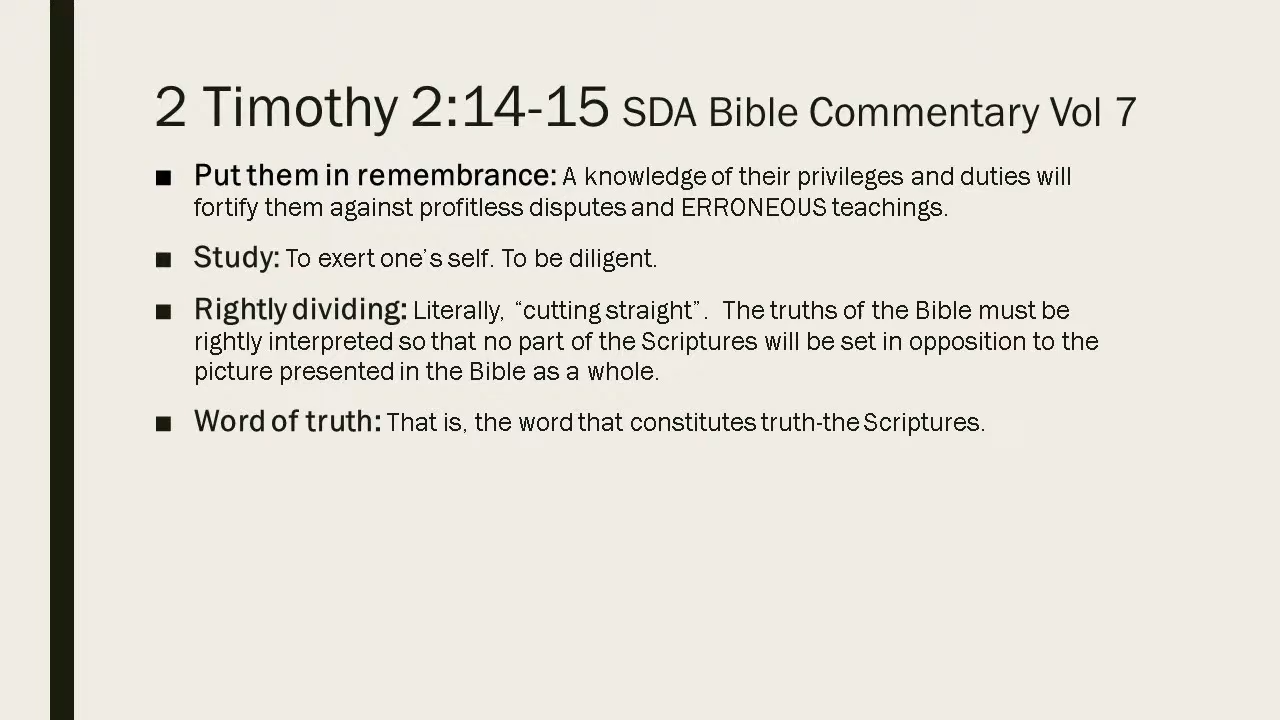 2 Timothy 2:14-15 SDA Bible Commentary Vol 7
■ Put them in remembrance: A knowledge of their privileges and duties will
fortify them against profitless disputes and ERRONEOUS teachings.
■ Study: To exert one's self. To be diligent.
■ Rightly dividing: Literally, “cutting straight”. The truths of the Bible must be
rightly interpreted so that no part of the Scriptures will be set in opposition to the
picture presented in the Bible as a whole.
■ Word of truth: That is, the word that constitutes truth-the Scriptures.